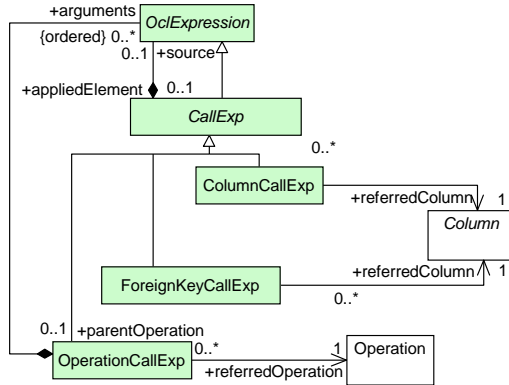 +arguments
OclExpression
{ordered} 0..*
0..1
+source
+appliedElement
0..1
CallExp
0..*
ColumnCallExp
+referredColumn
1
Column
1
+referredColumn
ForeignKeyCallExp
0..*
0..1
+parentOperation
OperationCallExp
0..*
1
Operation
+referredOperation